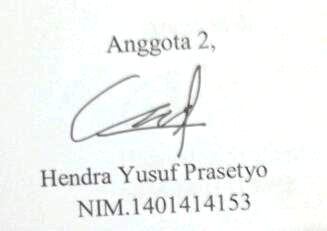 Anggota 2,
Hendra Yusuf Prasetyo
NIM.1401414153